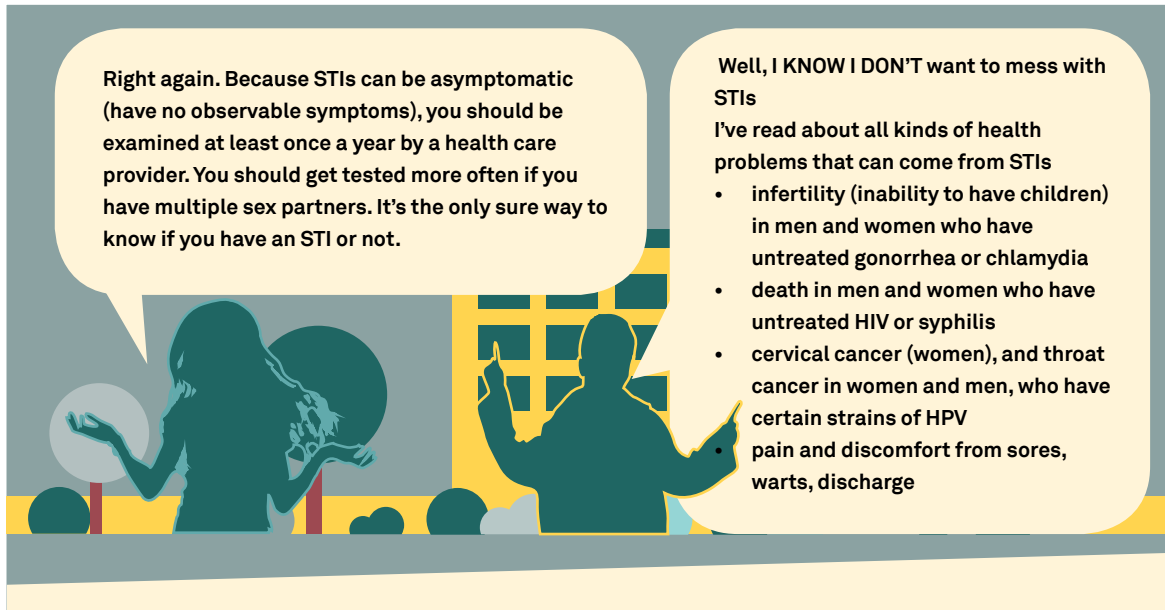 Right again. Because STIs can be asymptomatic
(have no observable symptoms), you should be
examined at least once a year by a health care
provider. You should get tested more often if you
have multiple sex partners. It’s the only sure way to
know if you have an STI or not.
Well, I KNOW I DON’T want to mess with
STIs
I’ve read about all kinds of health
problems that can come from STIs
• infertility (inability to have children)
in men and women who have
untreated gonorrhea or chlamydia
• death in men and women who have
untreated HIV or syphilis
• cervical cancer (women), and throat
cancer in women and men, who have
certain strains of HPV
• pain and discomfort from sores,
warts, discharge